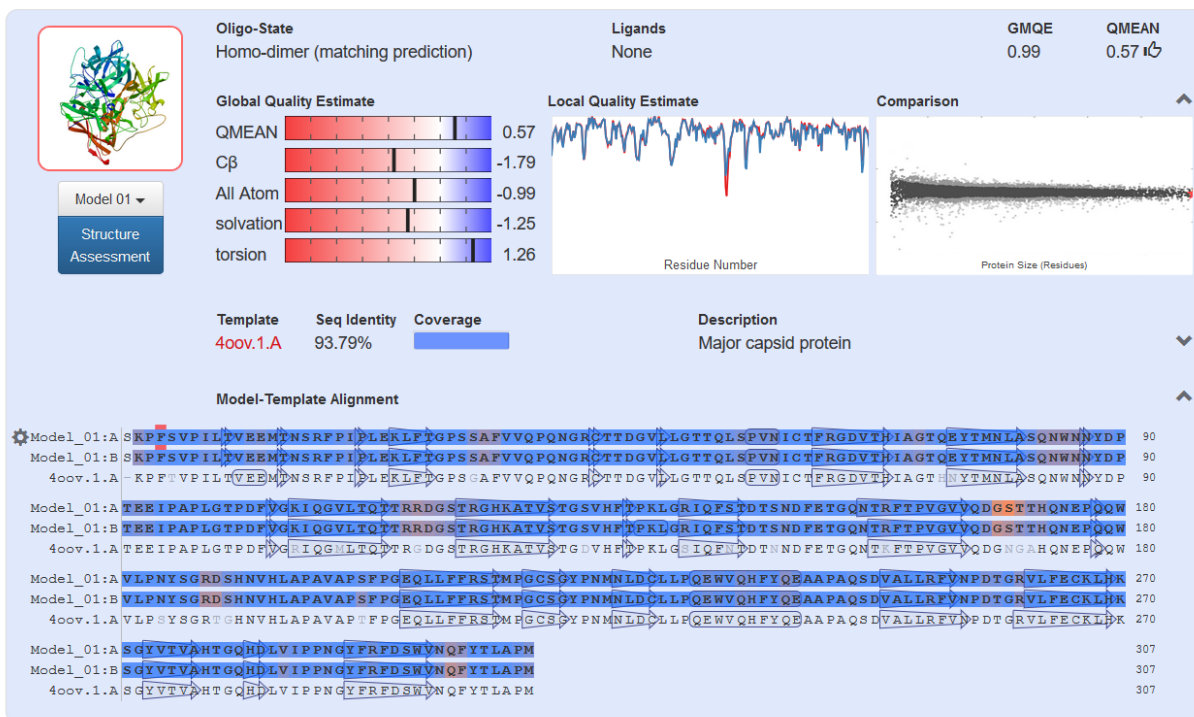 Oligo-State Ligands GMQE QMEAN
Homo-dimer (matching prediction) None 0.99 0.57
Global Quality Estimate Local Quality Estimate Comparison
QMEAN 0.57
Cβ -1.79
All Atom -0.99
solvation -1.25
torsion 1.26
Residue Number
Protein Size (Residues)
Model 01
Structure
Assessment
Template Seq Identity Coverage Description
4oov.1.A 93.79% Major capsid protein
Model-Template Alignment
Model_01:A SKPFSVPILTVEEMTNSRFPIPLEKLFTGPSSAFVVQPQNGRCTTDGVLLGTTQLSPVNICTFRGDVTHIAGTQEYTMNLASQNWNNYDP 90
Model_01:B SKPFSVPILTVEEMTNSRFPIPLEKLFTGPSSAFVVQPQNGRCTTDGVLLGTTQLSPVNICTFRGDVTHIAGTQEYTMNLASQNWNNYDP 90
4oov.1.A -KPFTVPILTVEEMTNSRFPIPLEKLFTGPSGAFVVQPQNGRCTTDGVLLGTTQLSPVNICTFRGDVTHIAGTHNYTMNLASQNWNNYDP 90
Model_01:A TEEIPAPLGTPDFVGKIQGVLTQTTRRDGSTRGHKATVSTGSVHFTPKLGRIQFSTDTSNDFETGQNTRFTPVGVVQDGSTTHQNEPQQW 180
Model_01:B TEEIPAPLGTPDFVGKIQGVLTQTTRRDGSTRGHKATVSTGSVHFTPKLGRIQFSTDTSNDFETGQNTRFTPVGVVQDGSTTHQNEPQQW 180
4oov.1.A TEEIPAPLGTPDFVGRIQGMLTQTTRGDGSTRGHKATVSTGDVHFTPKLGSIQFNTDTNNDFETGQNTKFTPVGVVQDGNGAHQNEPQQW 180
Model_01:A VLPNYSGRDSHNVHLAPAVAPSFPGEQLLFFRSTMPGCSGYPNMNLDCLLPQEWVQHFYQEAAPAQSDVALLRFVNPDTGRVLFECKLHK 270
Model_01:B VLPNYSGRDSHNVHLAPAVAPSFPGEQLLFFRSTMPGCSGYPNMNLDCLLPQEWVQHFYQEAAPAQSDVALLRFVNPDTGRVLFECKLHK 270
4oov.1.A VLPSYSGRTGHNVHLAPAVAPTFPGEQLLFFRSTMPGCSGYPNMNLDCLLPQEWVQHFYQEAAPAQSDVALLRFVNPDTGRVLFECKLHK 270
Model_01:A SGYVTVAHTGQHDLVIPPNGYFRFDSWVNQFYTLAPM 307
Model_01:B SGYVTVAHTGQHDLVIPPNGYFRFDSWVNQFYTLAPM 307
4oov.1.A SGYVTVAHTGQHDLVIPPNGYFRFDSWVNQFYTLAPM 307